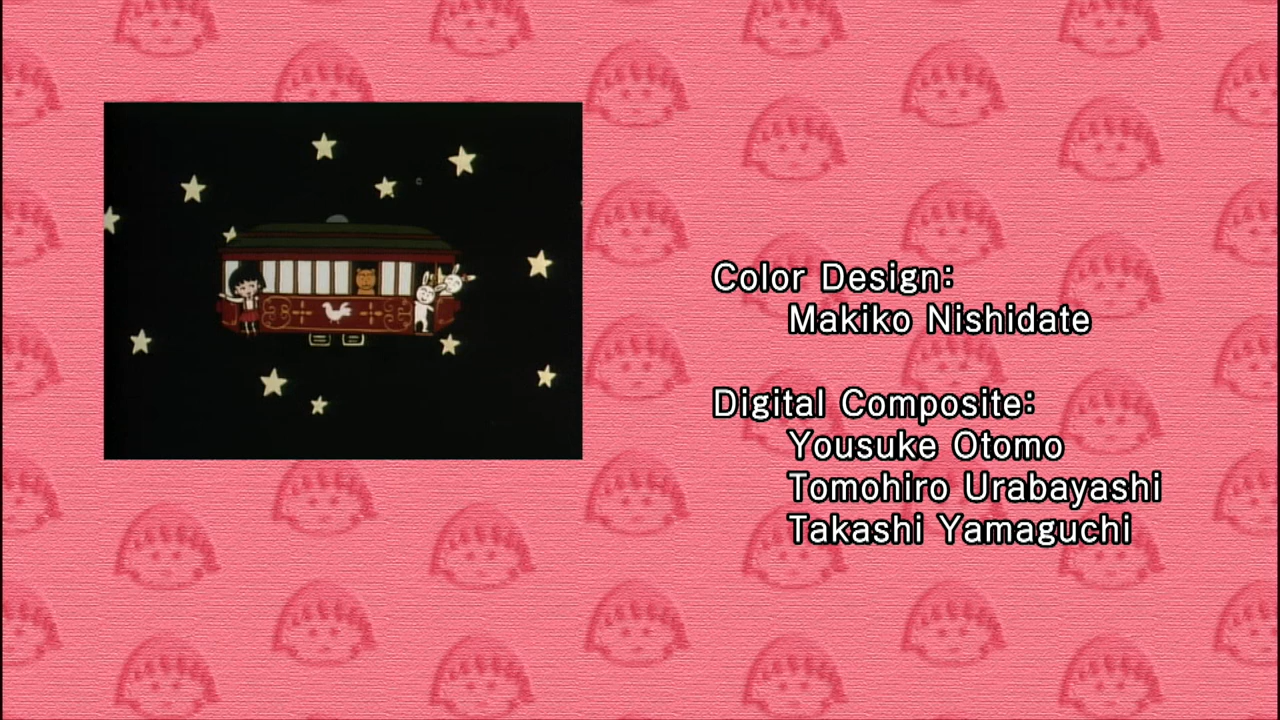 Color Design:
Makiko Nishidate
Digital Composite:
Yousuke Otomo
Tomohiro Urabayashi
Takashi Yamaguchi